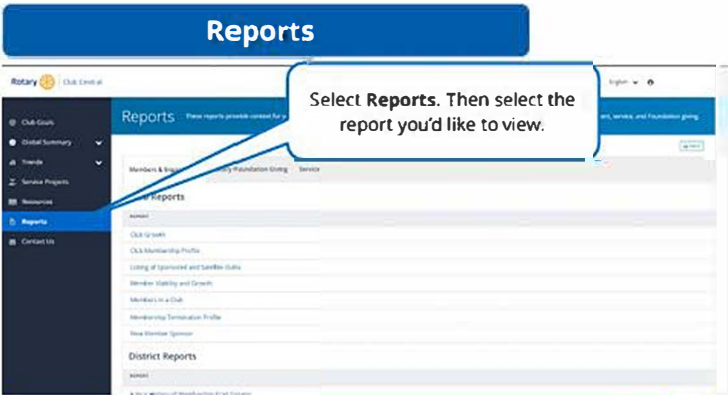 Reports
Rotary Club Central
English
Select Reports. Then select the
report you'd like to view.
Reports These reports provide context for
service, and Foundation giving
Club Goals
Global Summary
Trends
Service Projects
Resources
Reports
Contact Us
Members &
Foundation Giving Service
Reports
REPORT
Club Growth
Club Membership Profile
Listing of Sponsored and Satellite Clubs
Member Viability and Growth
Members in a Club
Membership Termination Profile
New Member Sponsor
District Reports
REPORT